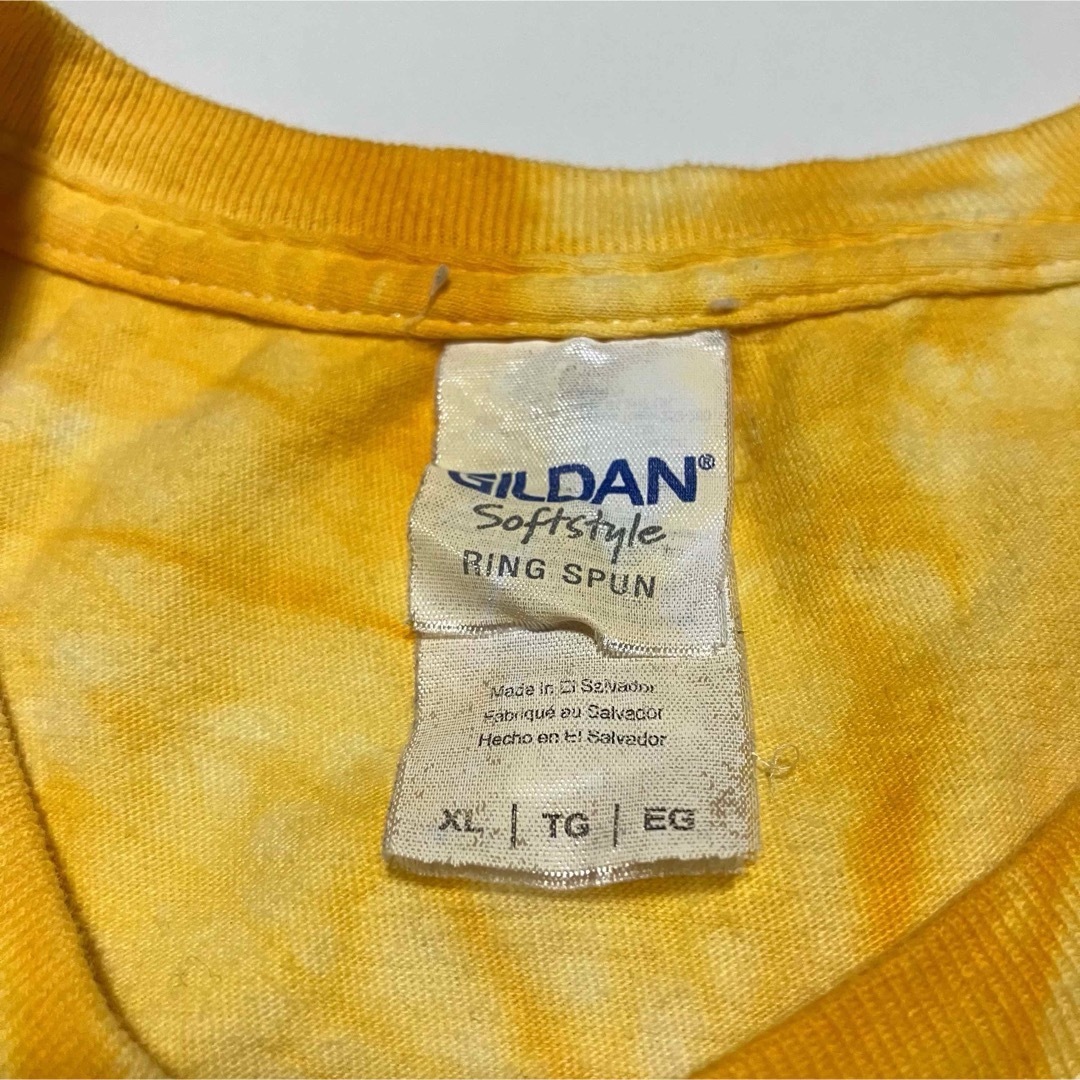 GILDAN®
Softstyle
RING SPUN
Made in El Salvador
Fabriqué au Salvador
Hecho en El Salvador
XL | TG | EG